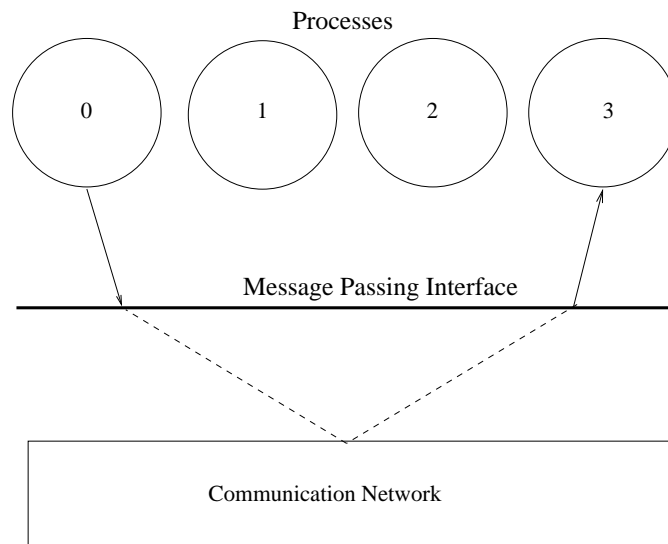 Processes
0
1
2
3
Message Passing Interface
Communication Network